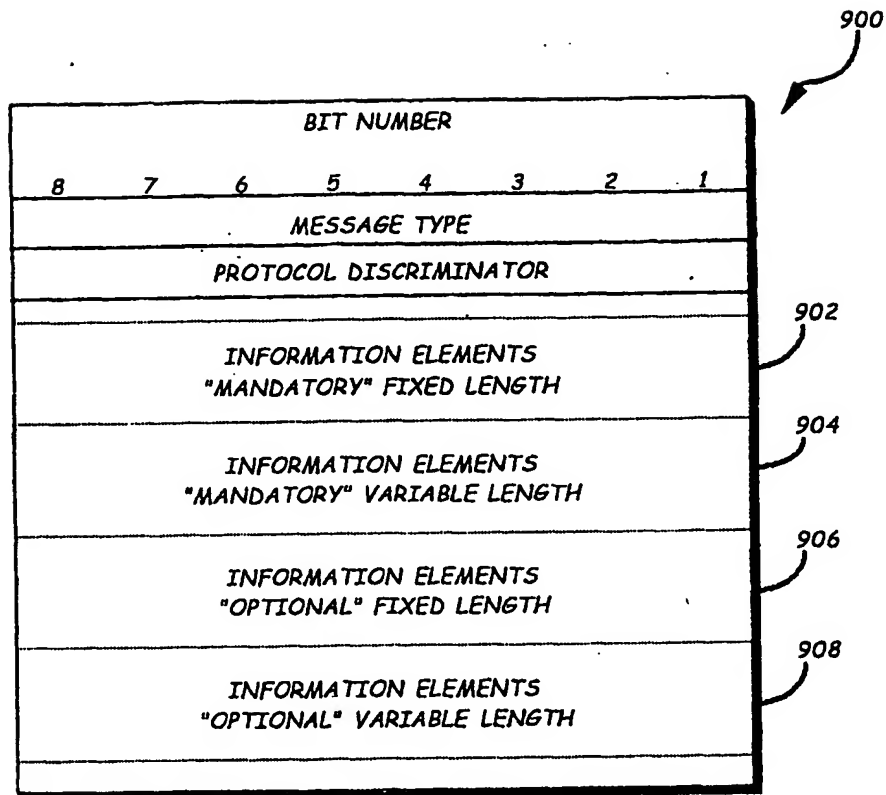 900
BIT NUMBER
8 7 6 5 4 3 2 1
MESSAGE TYPE
PROTOCOL DISCRIMINATOR
902
INFORMATION ELEMENTS
"MANDATORY" FIXED LENGTH
904
INFORMATION ELEMENTS
"MANDATORY" VARIABLE LENGTH
906
INFORMATION ELEMENTS
"OPTIONAL" FIXED LENGTH
908
INFORMATION ELEMENTS
"OPTIONAL" VARIABLE LENGTH